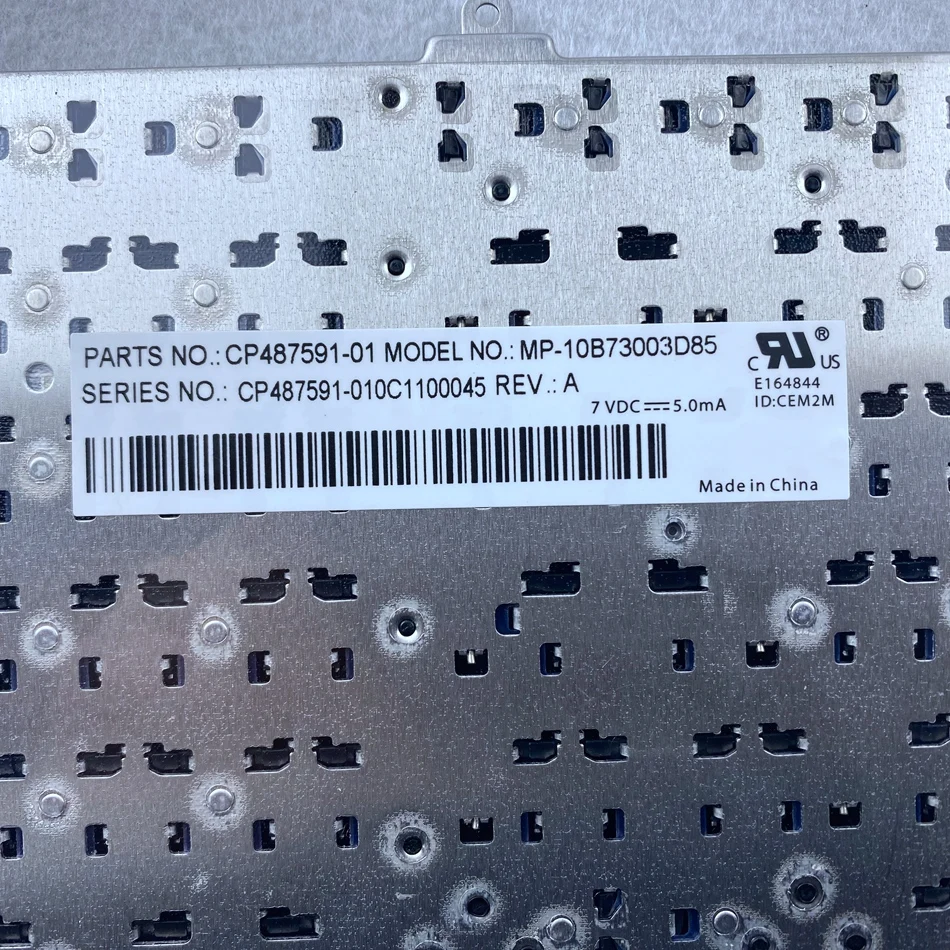 PARTS NO.: CP487591-01 MODEL NO.: MP-10B73003D85
SERIES NO.: CP487591-010C1100045 REV.: A
7 VDC⎓5.0mA
c RU ® US
E164844
ID:CEM2M
Made in China